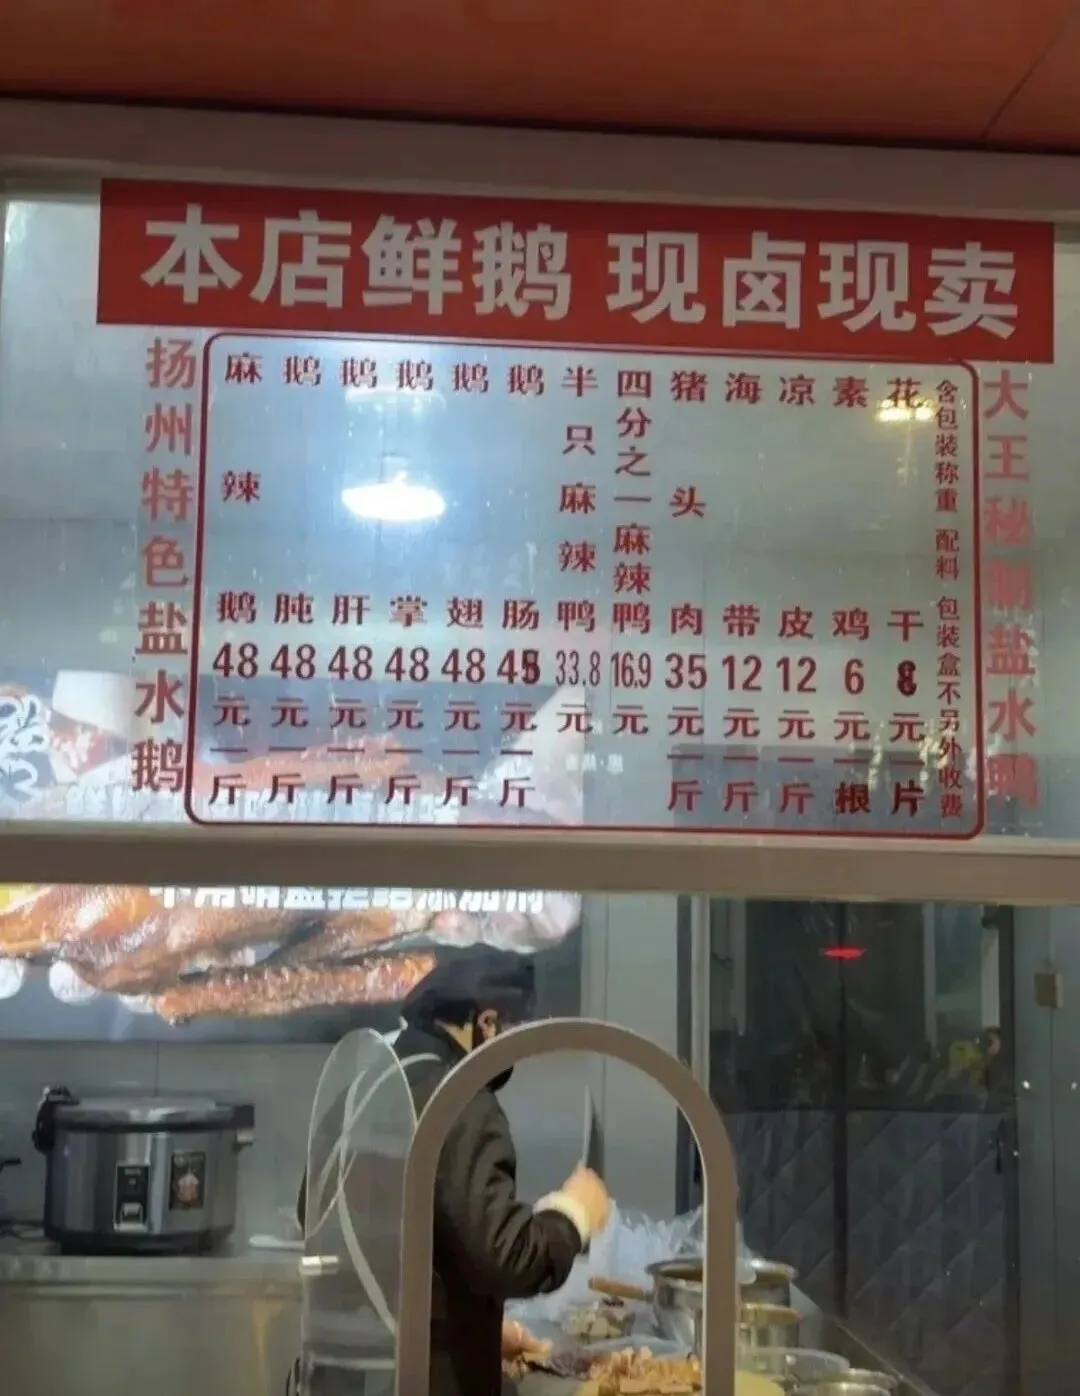 本店鲜鹅 现卤现卖
扬州特色盐水鹅
麻辣鹅48元一斤
鹅肫48元一斤
鹅肝48元一斤
鹅掌48元一斤
鹅翅48元一斤
鹅肠48元一斤
半只麻辣鸭33.8元
四分之一麻辣鸭16.9元
猪头肉35元一斤
海带12元一斤
凉皮12元一斤
素鸡6元一根
花干8元一片
含包装称重 配料 包装盒不另外收费
大王秘制盐水鸭